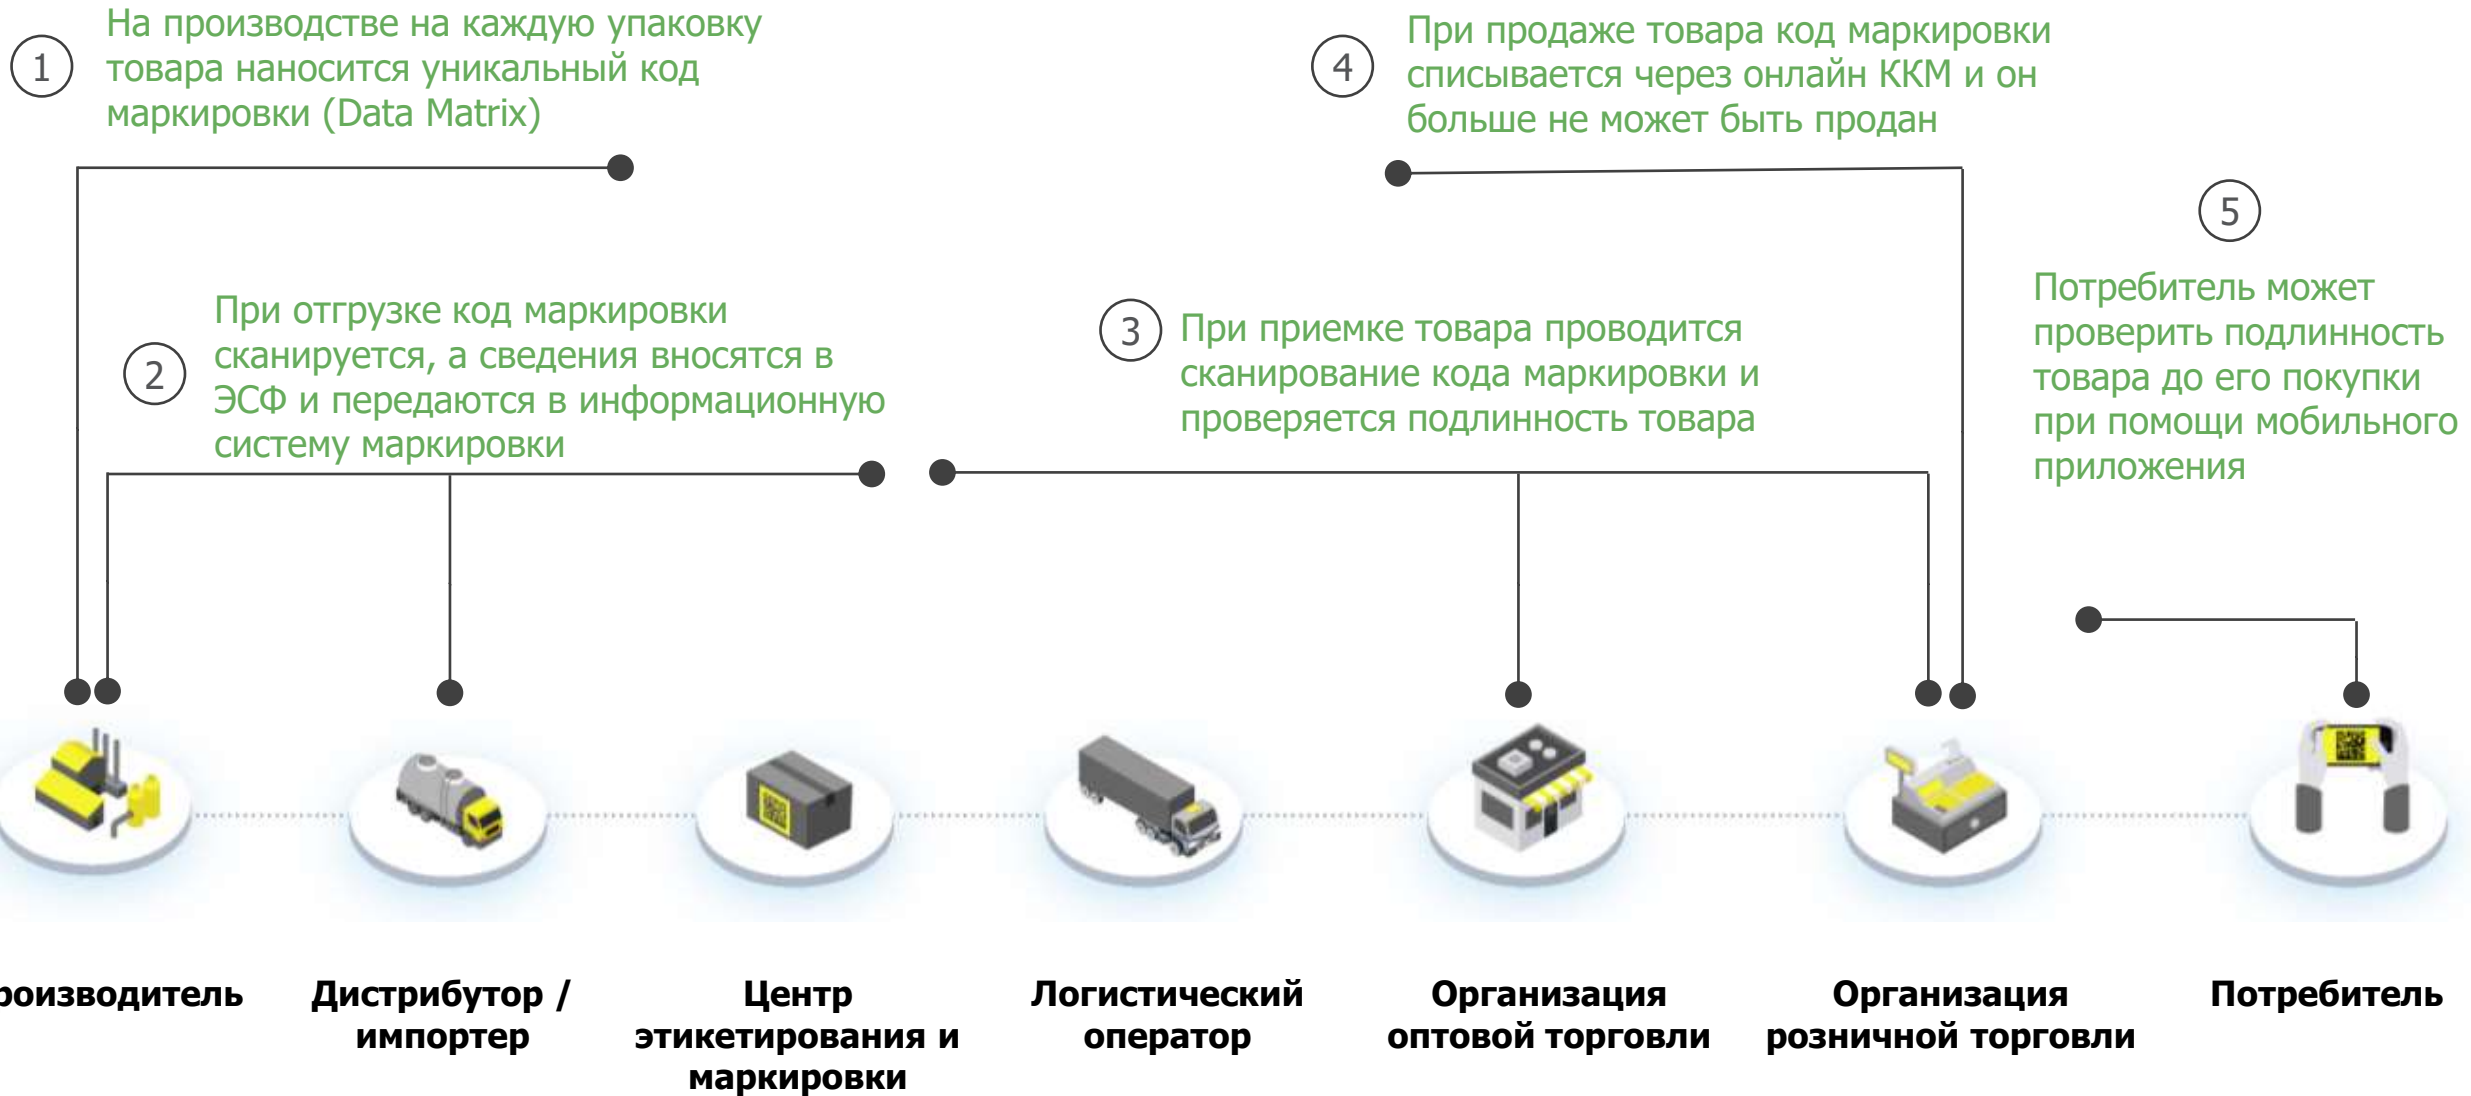 1
На производстве на каждую упаковку
товара наносится уникальный код
маркировки (Data Matrix)
4
При продаже товара код маркировки
списывается через онлайн ККМ и он
больше не может быть продан
2
При отгрузке код маркировки
сканируется, а сведения вносятся в
ЭСФ и передаются в информационную
систему маркировки
3
При приемке товара проводится
сканирование кода маркировки и
проверяется подлинность товара
5
Потребитель может
проверить подлинность
товара до его покупки
при помощи мобильного
приложения
роизводитель
Дистрибутор /
импортер
Центр
этикетирования и
маркировки
Логистический
оператор
Организация
оптовой торговли
Организация
розничной торговли
Потребитель